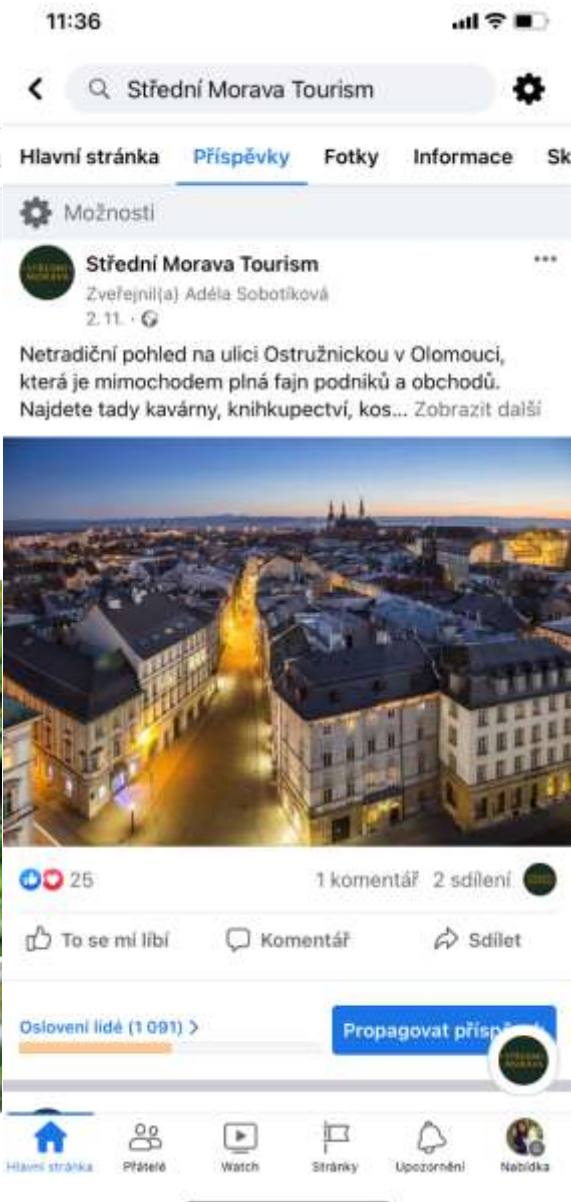 11:36
Střední Morava Tourism
Hlavní stránka Příspěvky Fotky Informace Sk
Možnosti
Střední Morava Tourism
Zveřejnil(a) Adéla Sobotíková
2. 11. ·
Netradiční pohled na ulici Ostružnickou v Olomouci,
která je mimochodem plná fajn podniků a obchodů.
Najdete tady kavárny, knihkupectví, kos... Zobrazit další
25 1 komentář 2 sdílení
To se mi líbí Komentář Sdílet
Oslovení lidé (1 091) Propagovat
Hlavní stránka Přátelé Watch Stránky Upozornění Nabídka